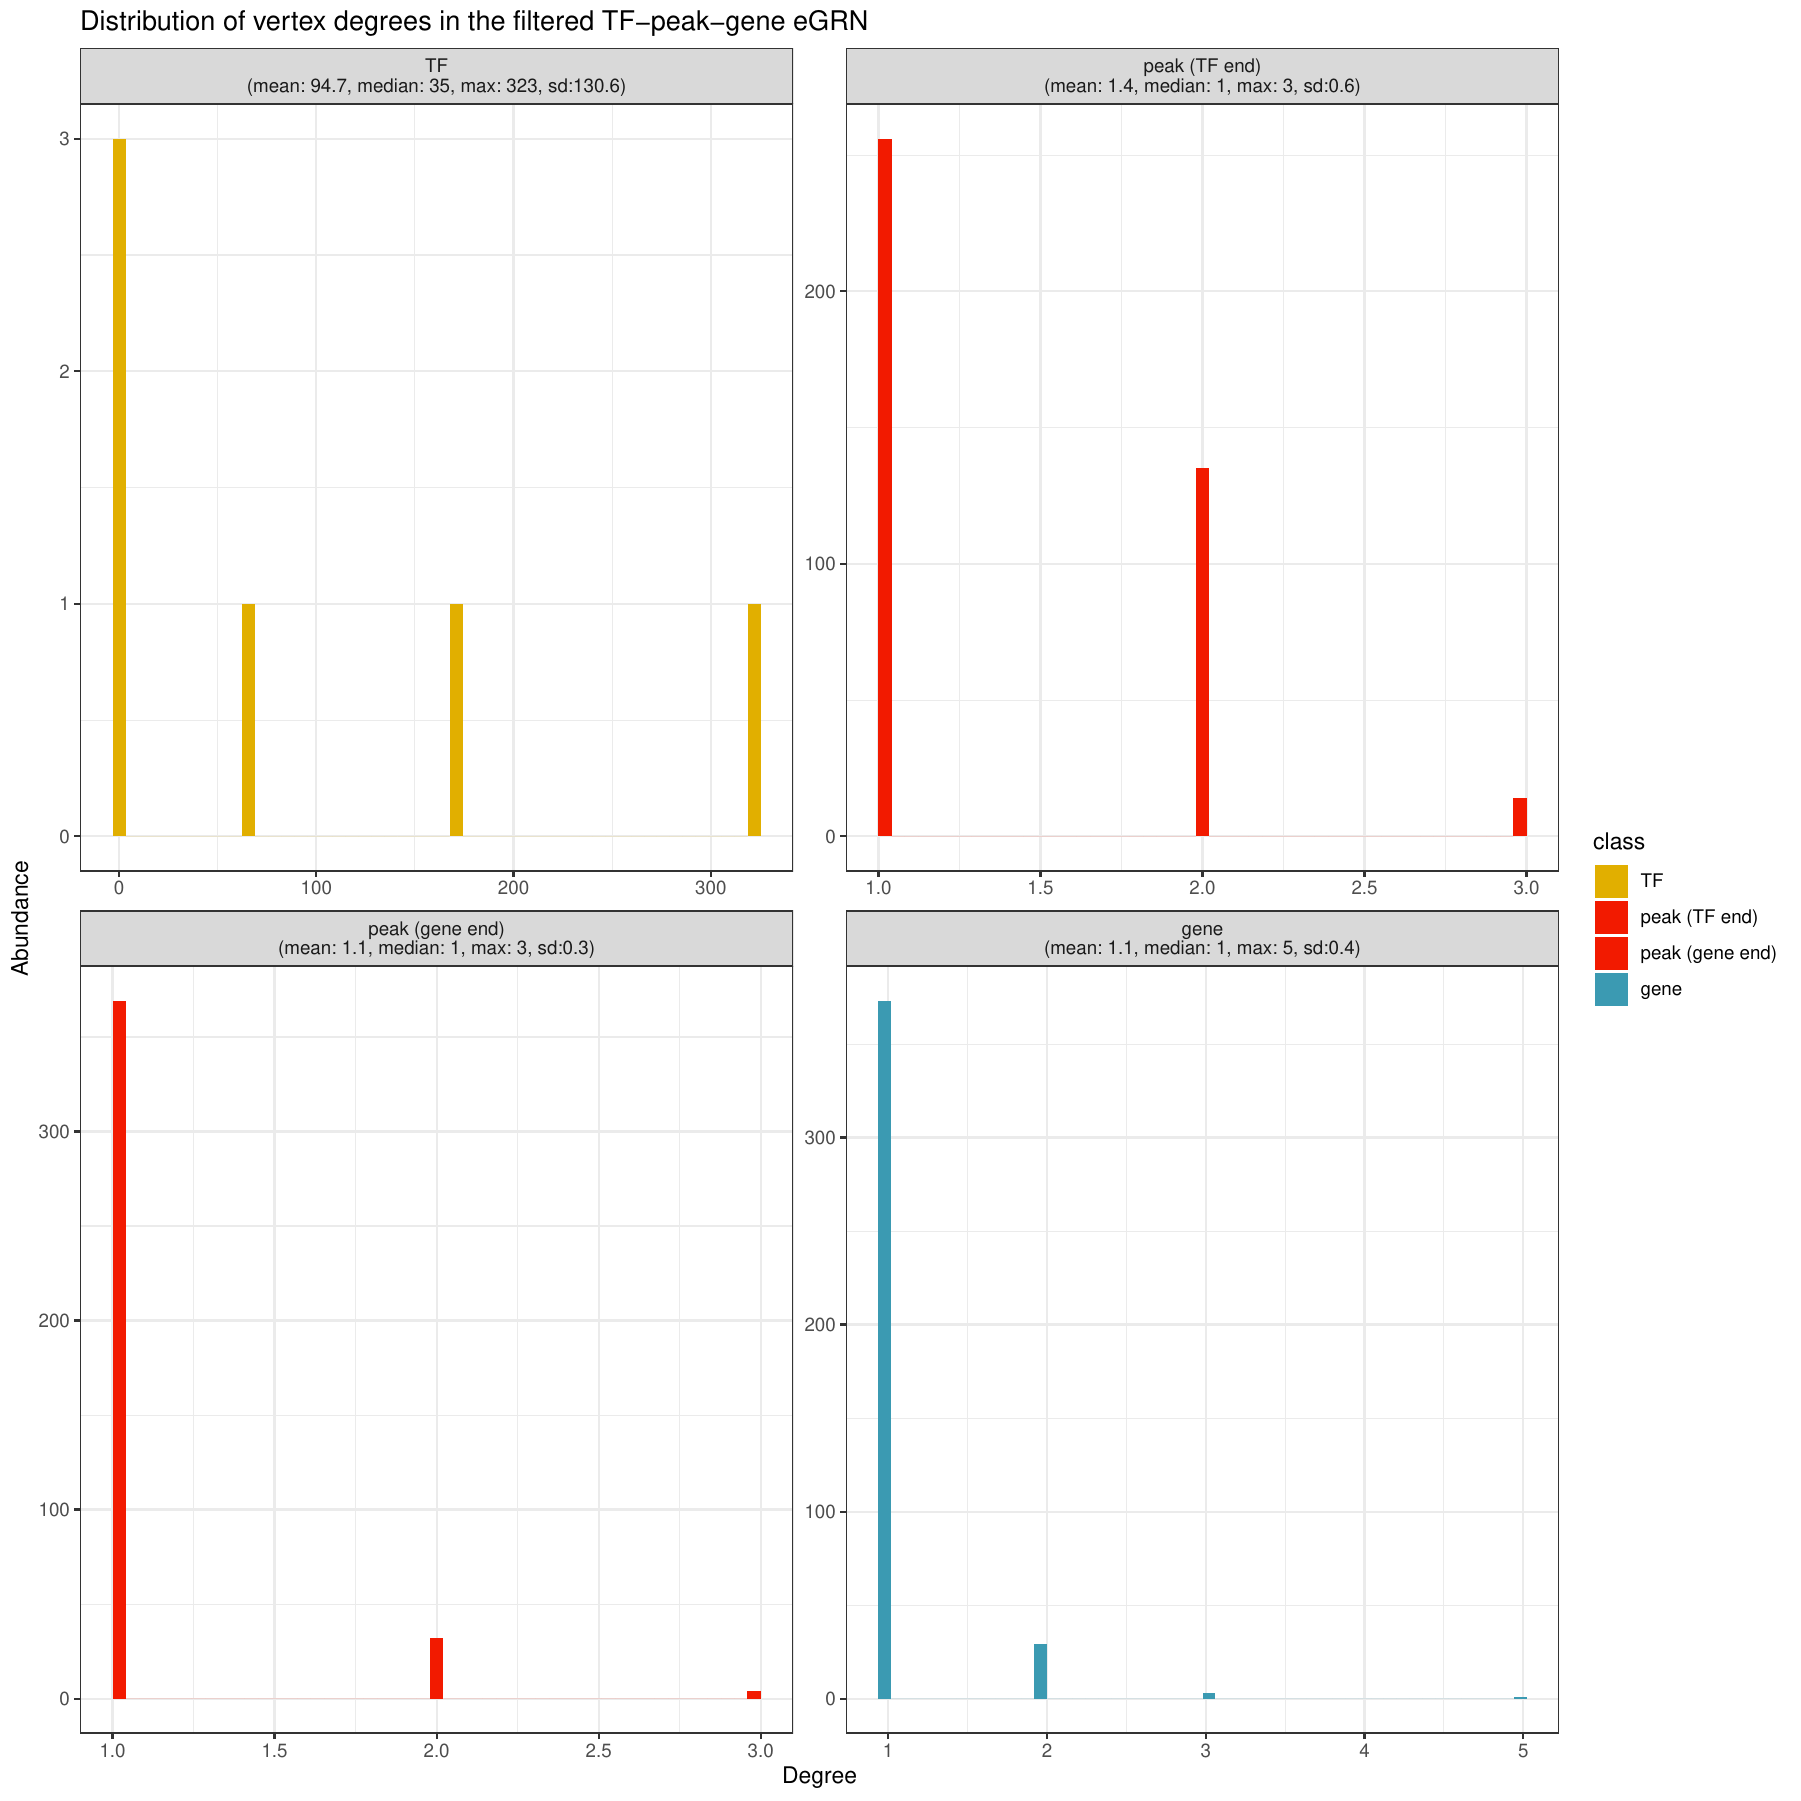 Distribution of vertex degrees in the filtered TF−peak−gene eGRN
TF
(mean: 94.7, median: 35, max: 323, sd:130.6)
peak (TF end)
(mean: 1.4, median: 1, max: 3, sd:0.6)
3
2
1
0
0 100 200 300
200
100
0
1.0 1.5 2.0 2.5 3.0
peak (gene end)
(mean: 1.1, median: 1, max: 3, sd:0.3)
gene
(mean: 1.1, median: 1, max: 5, sd:0.4)
300
200
100
0
1.0 1.5 2.0 2.5 3.0
300
200
100
0
1 2 3 4 5
Abundance
Degree
class
TF
peak (TF end)
peak (gene end)
gene